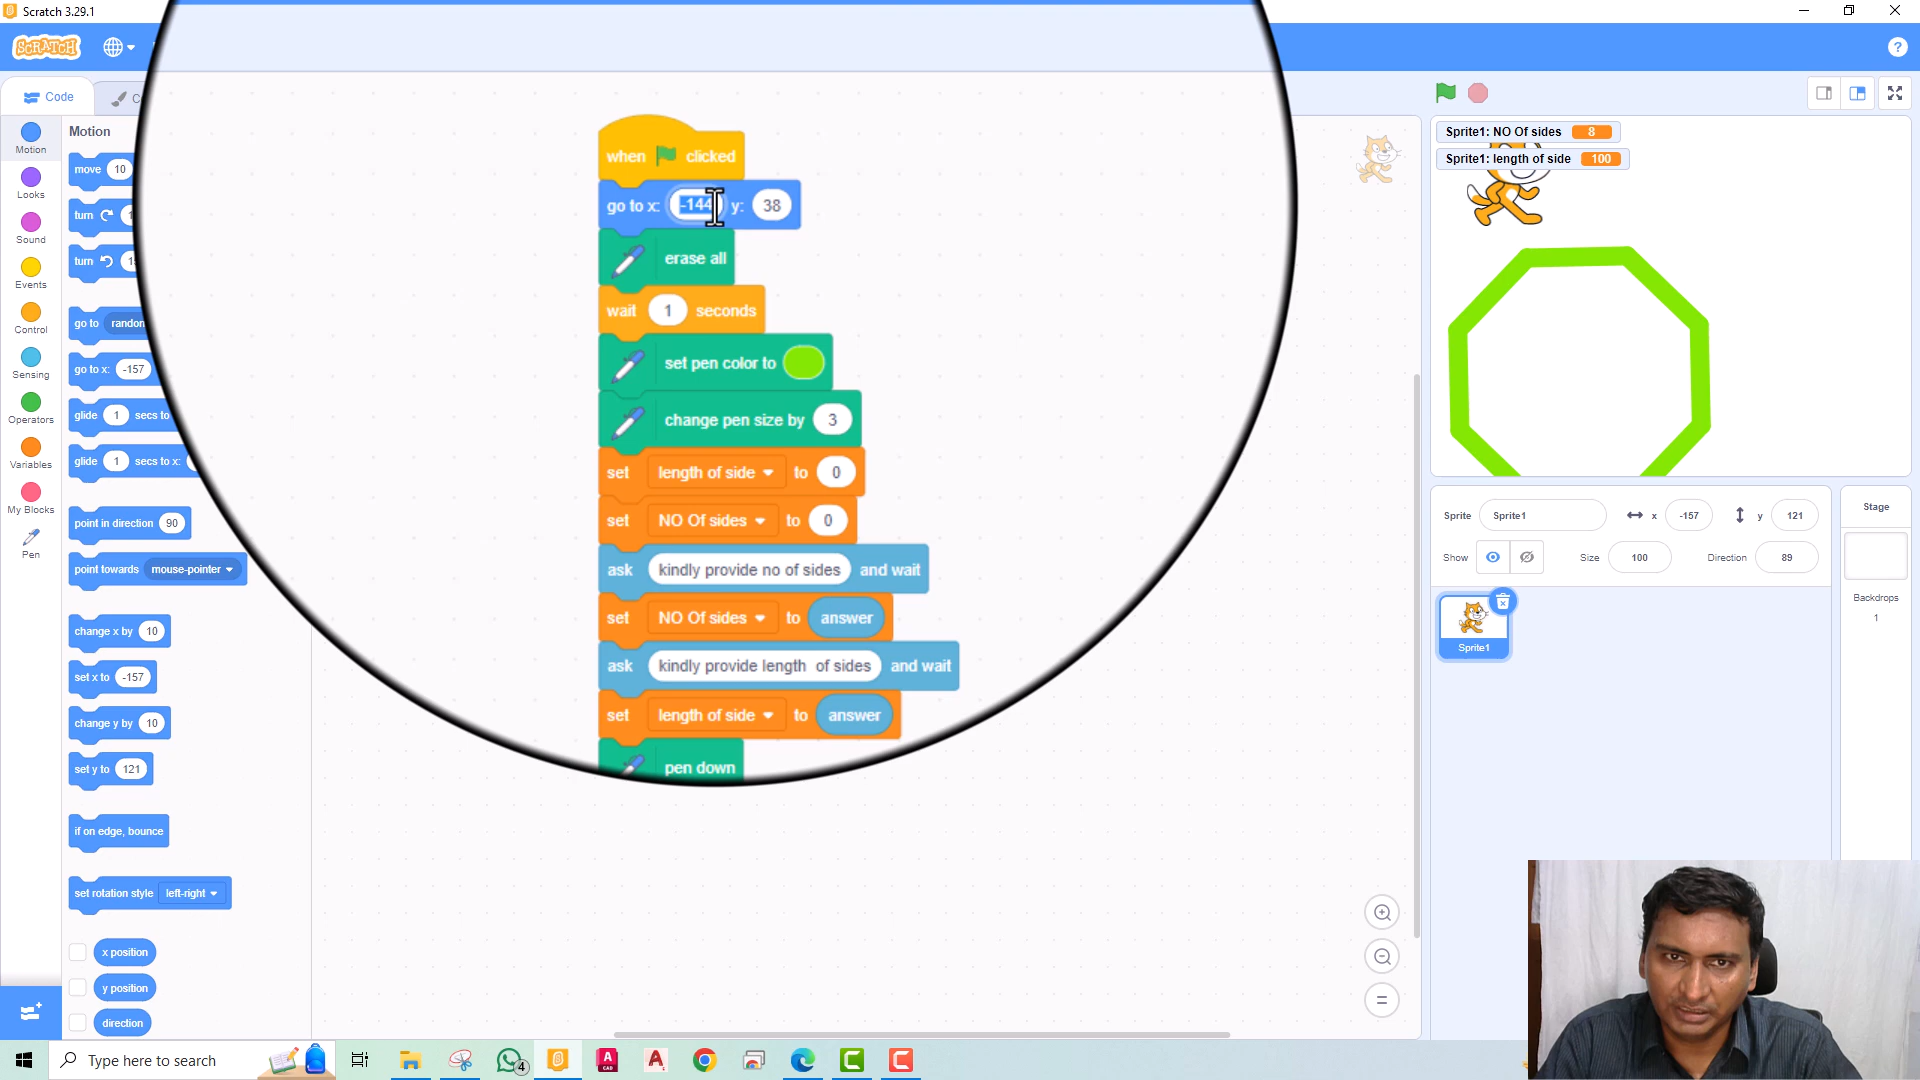 Scratch 3.29.1
SCRATCH
?
Code
C
Motion
Motion
Looks
Sound
Events
Control
Sensing
Operators
Variables
My Blocks
Pen
move 10
turn
turn
go to
go to x: -157
glide 1 secs to
glide 1 secs to x:
point in direction 90
point towards mouse-pointer
change x by 10
set x to -157
change y by 10
set y to 121
if on edge, bounce
set rotation style left-right
x position
y position
direction
when clicked
go to x: -144 y: 38
erase all
wait 1 seconds
set pen color to
change pen size by 3
set length of side to 0
set NO Of sides to 0
ask kindly provide no of sides and wait
set NO Of sides to answer
ask kindly provide length of sides and wait
set length of side to answer
pen down
Sprite1: NO Of sides 8
Sprite1: length of side 100
Sprite Sprite1 x -157 y 121
Show Size 100 Direction 89
Sprite1
Stage
Backdrops
1
Type here to search
4
A
CAD
A
C
C